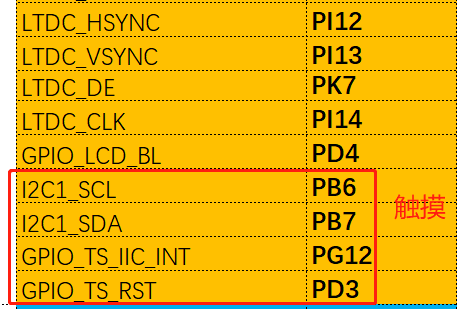 LTDC_HSYNC PI12
LTDC_VSYNC PI13
LTDC_DE PK7
LTDC_CLK PI14
GPIO_LCD_BL PD4
I2C1_SCL PB6
I2C1_SDA PB7
触摸
GPIO_TS_IIC_INT PG12
GPIO_TS_RST PD3